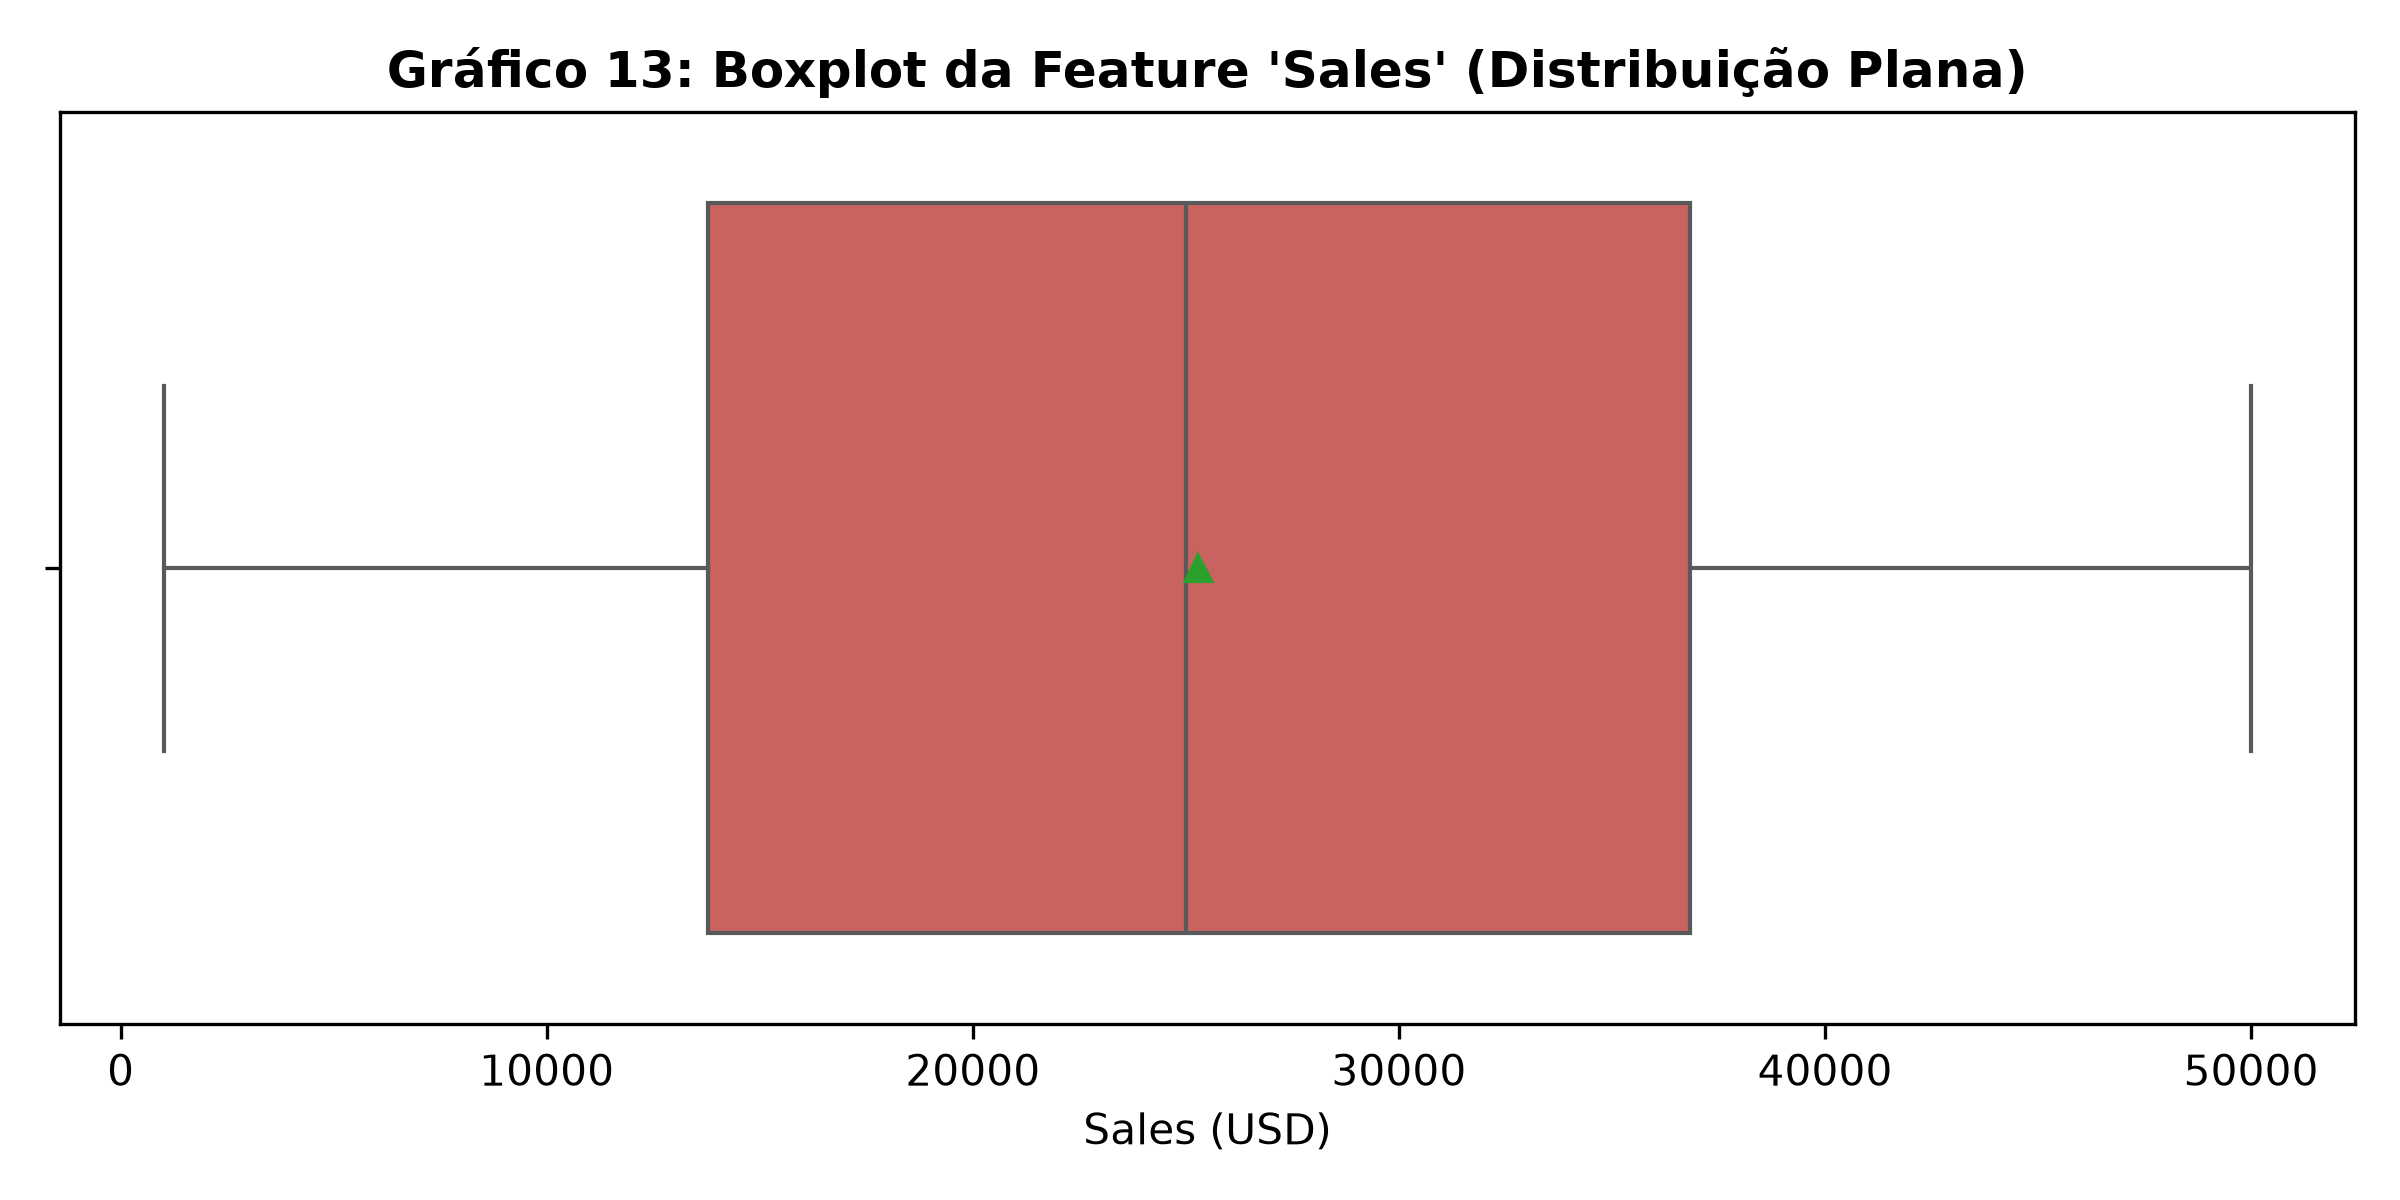 Gráfico 13: Boxplot da Feature 'Sales' (Distribuição Plana)
0 10000 20000 30000 40000 50000
Sales (USD)